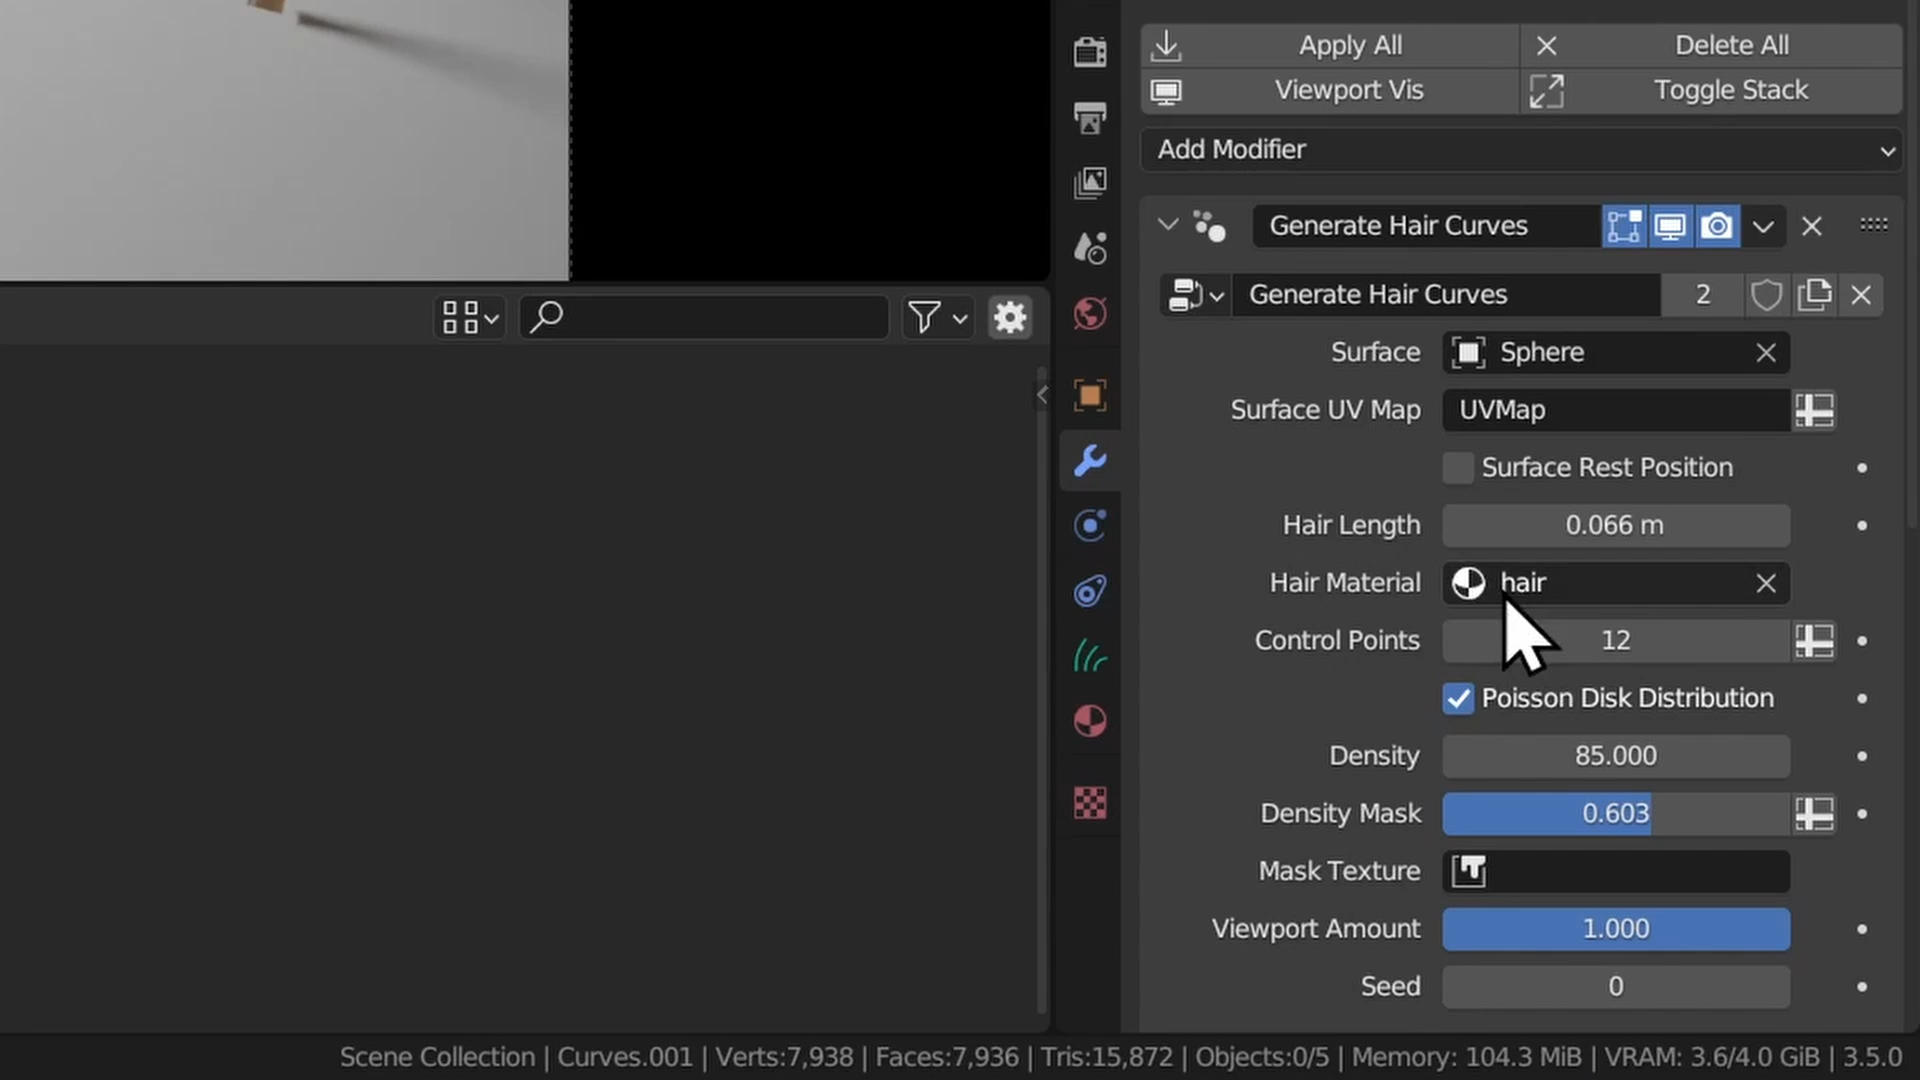 Apply All
Delete All
Viewport Vis
Toggle Stack
Add Modifier
Generate Hair Curves
Generate Hair Curves
2
Surface
Sphere
Surface UV Map
UVMap
Surface Rest Position
Hair Length
0.066 m
Hair Material
hair
Control Points
12
Poisson Disk Distribution
Density
85.000
Density Mask
0.603
Mask Texture
Viewport Amount
1.000
Seed
0
Scene Collection | Curves.001 | Verts:7,938 | Faces:7,936 | Tris:15,872 | Objects:0/5 | Memory: 104.3 MiB | VRAM: 3.6/4.0 GiB | 3.5.0